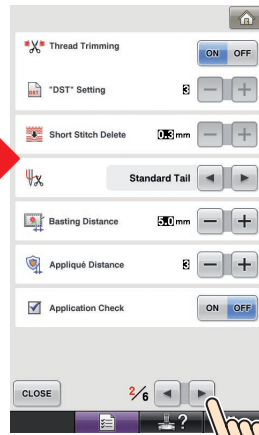 Thread Trimming ON OFF
DST "DST" Setting 3 − +
Short Stitch Delete 0.3 mm − +
Standard Tail
Basting Distance 5.0 mm − +
Appliqué Distance 3 − +
Application Check ON OFF
CLOSE 2/6
?